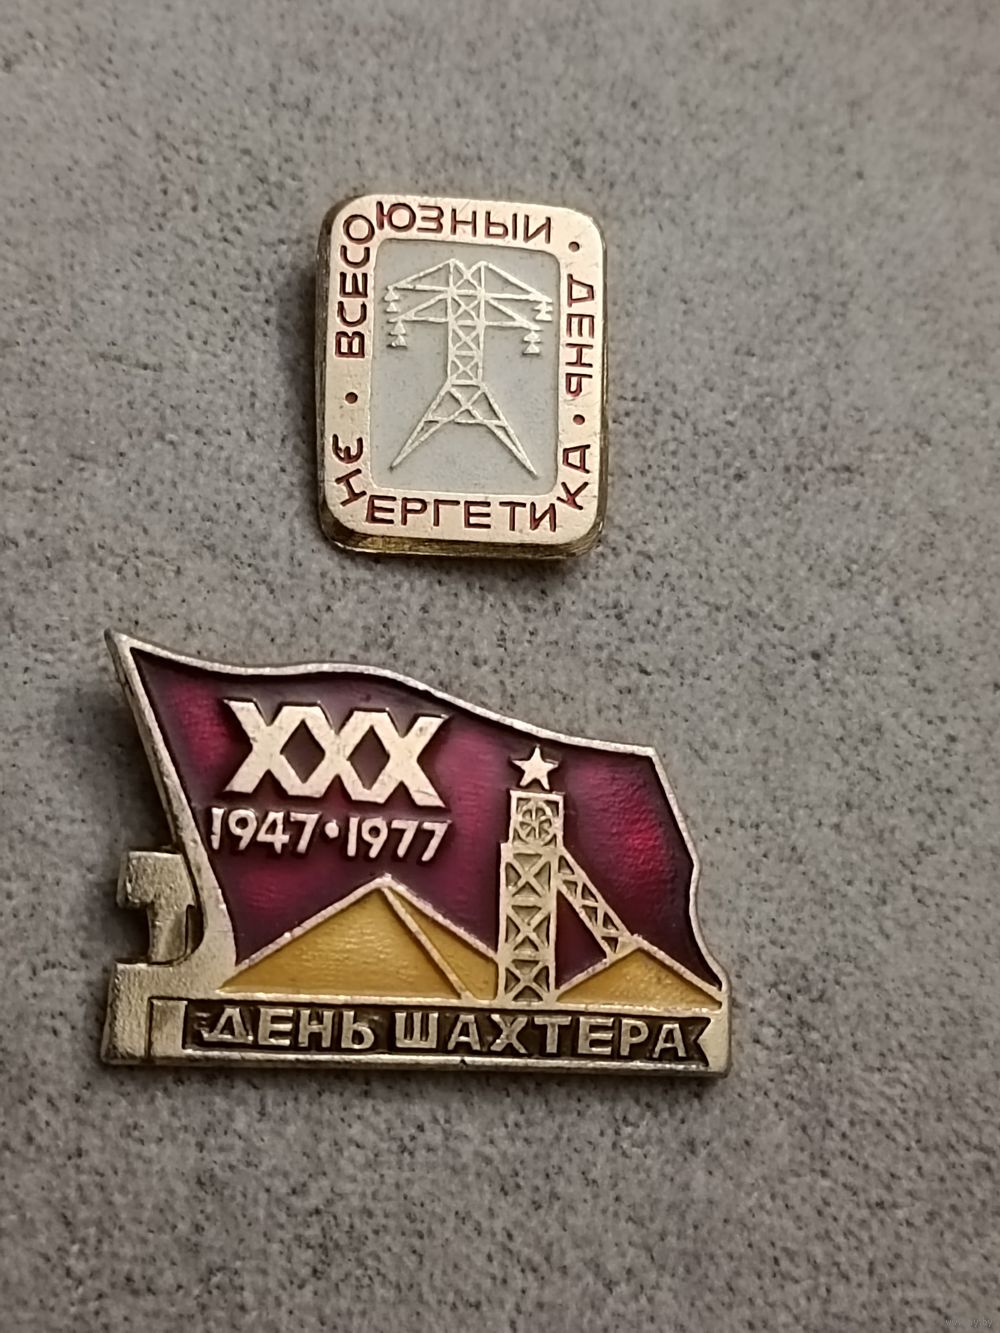 ВСЕСОЮЗНЫЙ • ДЕНЬ • ЭНЕРГЕТИКА •
XXX
1947•1977
ДЕНЬ ШАХТЕРА